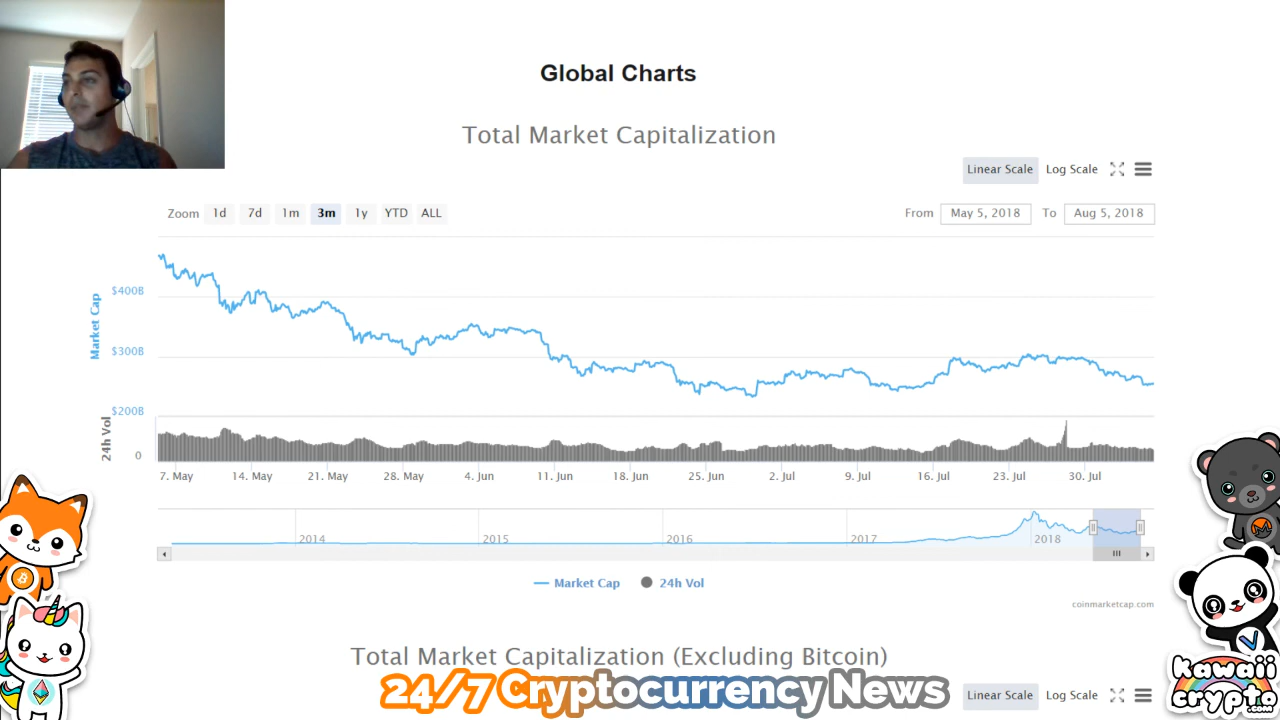 Global Charts
Total Market Capitalization
Linear Scale Log Scale
Zoom 1d 7d 1m 3m 1y YTD ALL From May 5, 2018 To Aug 5, 2018
Market Cap
$400B
$300B
$200B
24h Vol
0
7. May 14. May 21. May 28. May 4. Jun 11. Jun 18. Jun 25. Jun 2. Jul 9. Jul 16. Jul 23. Jul 30. Jul
2014 2015 2016 2017 2018
Market Cap 24h Vol
coinmarketcap.com
Total Market Capitalization (Excluding Bitcoin)
24/7 Cryptocurrency News
Linear Scale Log Scale
kawaii
crypto
.com